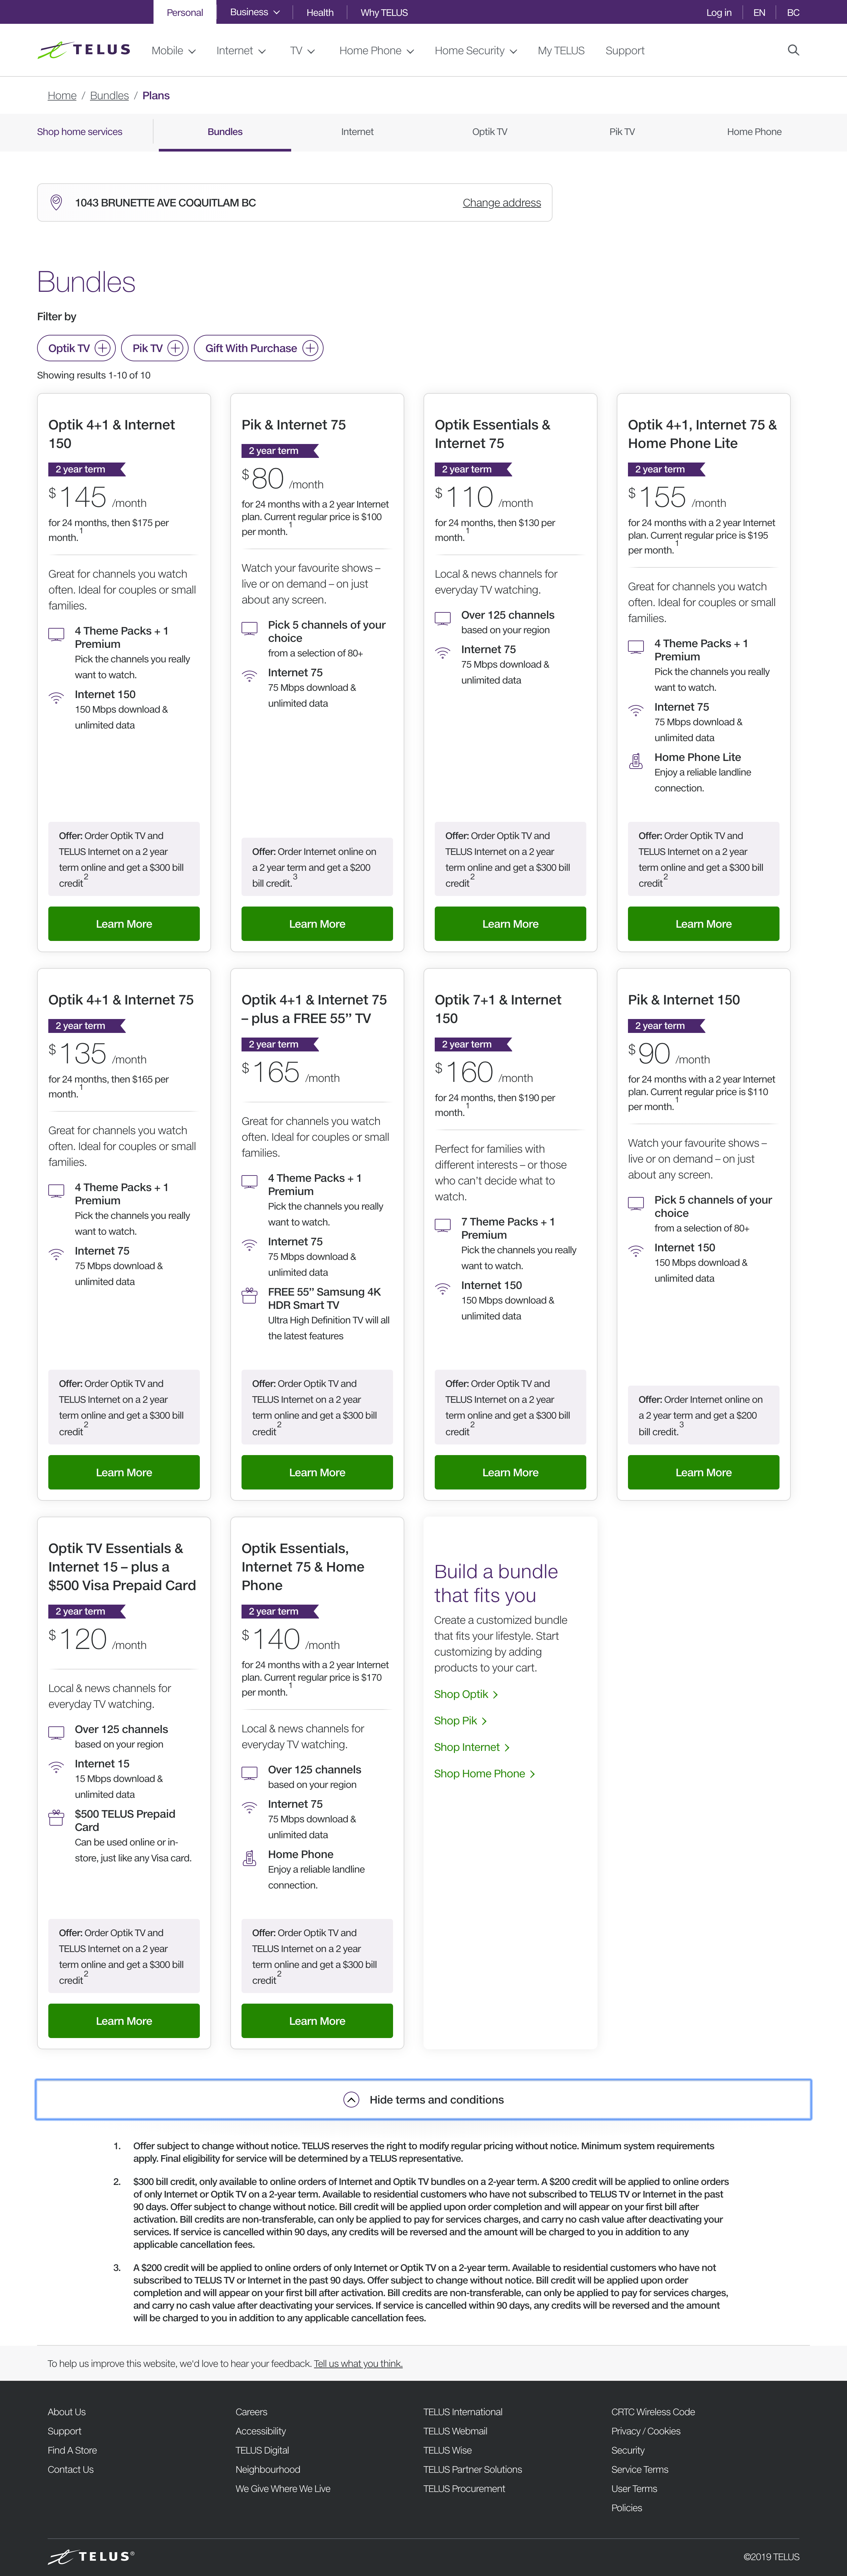 Personal
Business
Health
Why TELUS
Log in
EN
BC
TELUS
Mobile
Internet
TV
Home Phone
Home Security
My TELUS
Support
Home / Bundles / Plans
Shop home services
Bundles
Internet
Optik TV
Pik TV
Home Phone
1043 BRUNETTE AVE COQUITLAM BC
Change address
Bundles
Filter by
Optik TV
Pik TV
Gift With Purchase
Showing results 1-10 of 10
Optik 4+1 & Internet
150
2 year term
$145 /month
for 24 months, then $175 per
month.1
Great for channels you watch
often. Ideal for couples or small
families.
4 Theme Packs + 1
Premium
Pick the channels you really
want to watch.
Internet 150
150 Mbps download &
unlimited data
Offer: Order Optik TV and
TELUS Internet on a 2 year
term online and get a $300 bill
credit2
Learn More
Pik & Internet 75
2 year term
$80 /month
for 24 months with a 2 year Internet
plan. Current regular price is $100
per month.1
Watch your favourite shows –
live or on demand – on just
about any screen.
Pick 5 channels of your
choice
from a selection of 80+
Internet 75
75 Mbps download &
unlimited data
Offer: Order Internet online on
a 2 year term and get a $200
bill credit.3
Learn More
Optik Essentials &
Internet 75
2 year term
$110 /month
for 24 months, then $130 per
month.1
Local & news channels for
everyday TV watching.
Over 125 channels
based on your region
Internet 75
75 Mbps download &
unlimited data
Offer: Order Optik TV and
TELUS Internet on a 2 year
term online and get a $300 bill
credit2
Learn More
Optik 4+1, Internet 75 &
Home Phone Lite
2 year term
$155 /month
for 24 months with a 2 year Internet
plan. Current regular price is $195
per month.1
Great for channels you watch
often. Ideal for couples or small
families.
4 Theme Packs + 1
Premium
Pick the channels you really
want to watch.
Internet 75
75 Mbps download &
unlimited data
Home Phone Lite
Enjoy a reliable landline
connection.
Offer: Order Optik TV and
TELUS Internet on a 2 year
term online and get a $300 bill
credit2
Learn More
Optik 4+1 & Internet 75
2 year term
$135 /month
for 24 months, then $165 per
month.1
Great for channels you watch
often. Ideal for couples or small
families.
4 Theme Packs + 1
Premium
Pick the channels you really
want to watch.
Internet 75
75 Mbps download &
unlimited data
Offer: Order Optik TV and
TELUS Internet on a 2 year
term online and get a $300 bill
credit2
Learn More
Optik 4+1 & Internet 75
– plus a FREE 55” TV
2 year term
$165 /month
Great for channels you watch
often. Ideal for couples or small
families.
4 Theme Packs + 1
Premium
Pick the channels you really
want to watch.
Internet 75
75 Mbps download &
unlimited data
FREE 55” Samsung 4K
HDR Smart TV
Ultra High Definition TV will all
the latest features
Offer: Order Optik TV and
TELUS Internet on a 2 year
term online and get a $300 bill
credit2
Learn More
Optik 7+1 & Internet
150
2 year term
$160 /month
for 24 months, then $190 per
month.1
Perfect for families with
different interests – or those
who can’t decide what to
watch.
7 Theme Packs + 1
Premium
Pick the channels you really
want to watch.
Internet 150
150 Mbps download &
unlimited data
Offer: Order Optik TV and
TELUS Internet on a 2 year
term online and get a $300 bill
credit2
Learn More
Pik & Internet 150
2 year term
$90 /month
for 24 months with a 2 year Internet
plan. Current regular price is $110
per month.1
Watch your favourite shows –
live or on demand – on just
about any screen.
Pick 5 channels of your
choice
from a selection of 80+
Internet 150
150 Mbps download &
unlimited data
Offer: Order Internet online on
a 2 year term and get a $200
bill credit.3
Learn More
Optik TV Essentials &
Internet 15 – plus a
$500 Visa Prepaid Card
2 year term
$120 /month
Local & news channels for
everyday TV watching.
Over 125 channels
based on your region
Internet 15
15 Mbps download &
unlimited data
$500 TELUS Prepaid
Card
Can be used online or in-
store, just like any Visa card.
Offer: Order Optik TV and
TELUS Internet on a 2 year
term online and get a $300 bill
credit2
Learn More
Optik Essentials,
Internet 75 & Home
Phone
2 year term
$140 /month
for 24 months with a 2 year Internet
plan. Current regular price is $170
per month.1
Local & news channels for
everyday TV watching.
Over 125 channels
based on your region
Internet 75
75 Mbps download &
unlimited data
Home Phone
Enjoy a reliable landline
connection.
Offer: Order Optik TV and
TELUS Internet on a 2 year
term online and get a $300 bill
credit2
Learn More
Build a bundle
that fits you
Create a customized bundle
that fits your lifestyle. Start
customizing by adding
products to your cart.
Shop Optik
Shop Pik
Shop Internet
Shop Home Phone
Hide terms and conditions
1. Offer subject to change without notice. TELUS reserves the right to modify regular pricing without notice. Minimum system requirements
apply. Final eligibility for service will be determined by a TELUS representative.
2. $300 bill credit, only available to online orders of Internet and Optik TV bundles on a 2-year term. A $200 credit will be applied to online orders
of only Internet or Optik TV on a 2-year term. Available to residential customers who have not subscribed to TELUS TV or Internet in the past
90 days. Offer subject to change without notice. Bill credit will be applied upon order completion and will appear on your first bill after
activation. Bill credits are non-transferable, can only be applied to pay for services charges, and carry no cash value after deactivating your
services. If service is cancelled within 90 days, any credits will be reversed and the amount will be charged to you in addition to any
applicable cancellation fees.
3. A $200 credit will be applied to online orders of only Internet or Optik TV on a 2-year term. Available to residential customers who have not
subscribed to TELUS TV or Internet in the past 90 days. Offer subject to change without notice. Bill credit will be applied upon order
completion and will appear on your first bill after activation. Bill credits are non-transferable, can only be applied to pay for services charges,
and carry no cash value after deactivating your services. If service is cancelled within 90 days, any credits will be reversed and the amount
will be charged to you in addition to any applicable cancellation fees.
To help us improve this website, we'd love to hear your feedback. Tell us what you think.
About Us
Support
Find A Store
Contact Us
Careers
Accessibility
TELUS Digital
Neighbourhood
We Give Where We Live
TELUS International
TELUS Webmail
TELUS Wise
TELUS Partner Solutions
TELUS Procurement
CRTC Wireless Code
Privacy / Cookies
Security
Service Terms
User Terms
Policies
TELUS®
©2019 TELUS